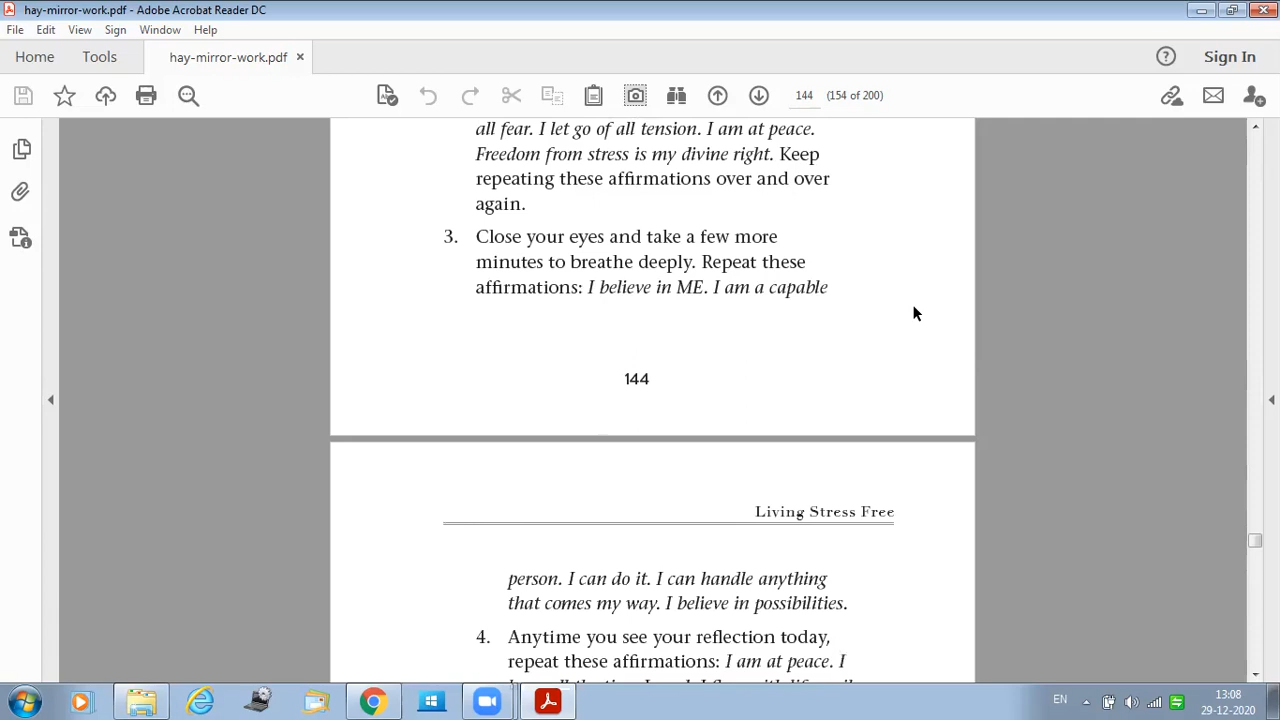 hay-mirror-work.pdf - Adobe Acrobat Reader DC
File Edit View Sign Window Help
Home Tools hay-mirror-work.pdf × Sign In
144 (154 of 200)
all fear. I let go of all tension. I am at peace.
Freedom from stress is my divine right. Keep
repeating these affirmations over and over
again.
3. Close your eyes and take a few more
minutes to breathe deeply. Repeat these
affirmations: I believe in ME. I am a capable
144
Living Stress Free
person. I can do it. I can handle anything
that comes my way. I believe in possibilities.
4. Anytime you see your reflection today,
repeat these affirmations: I am at peace. I
EN 13:08
29-12-2020